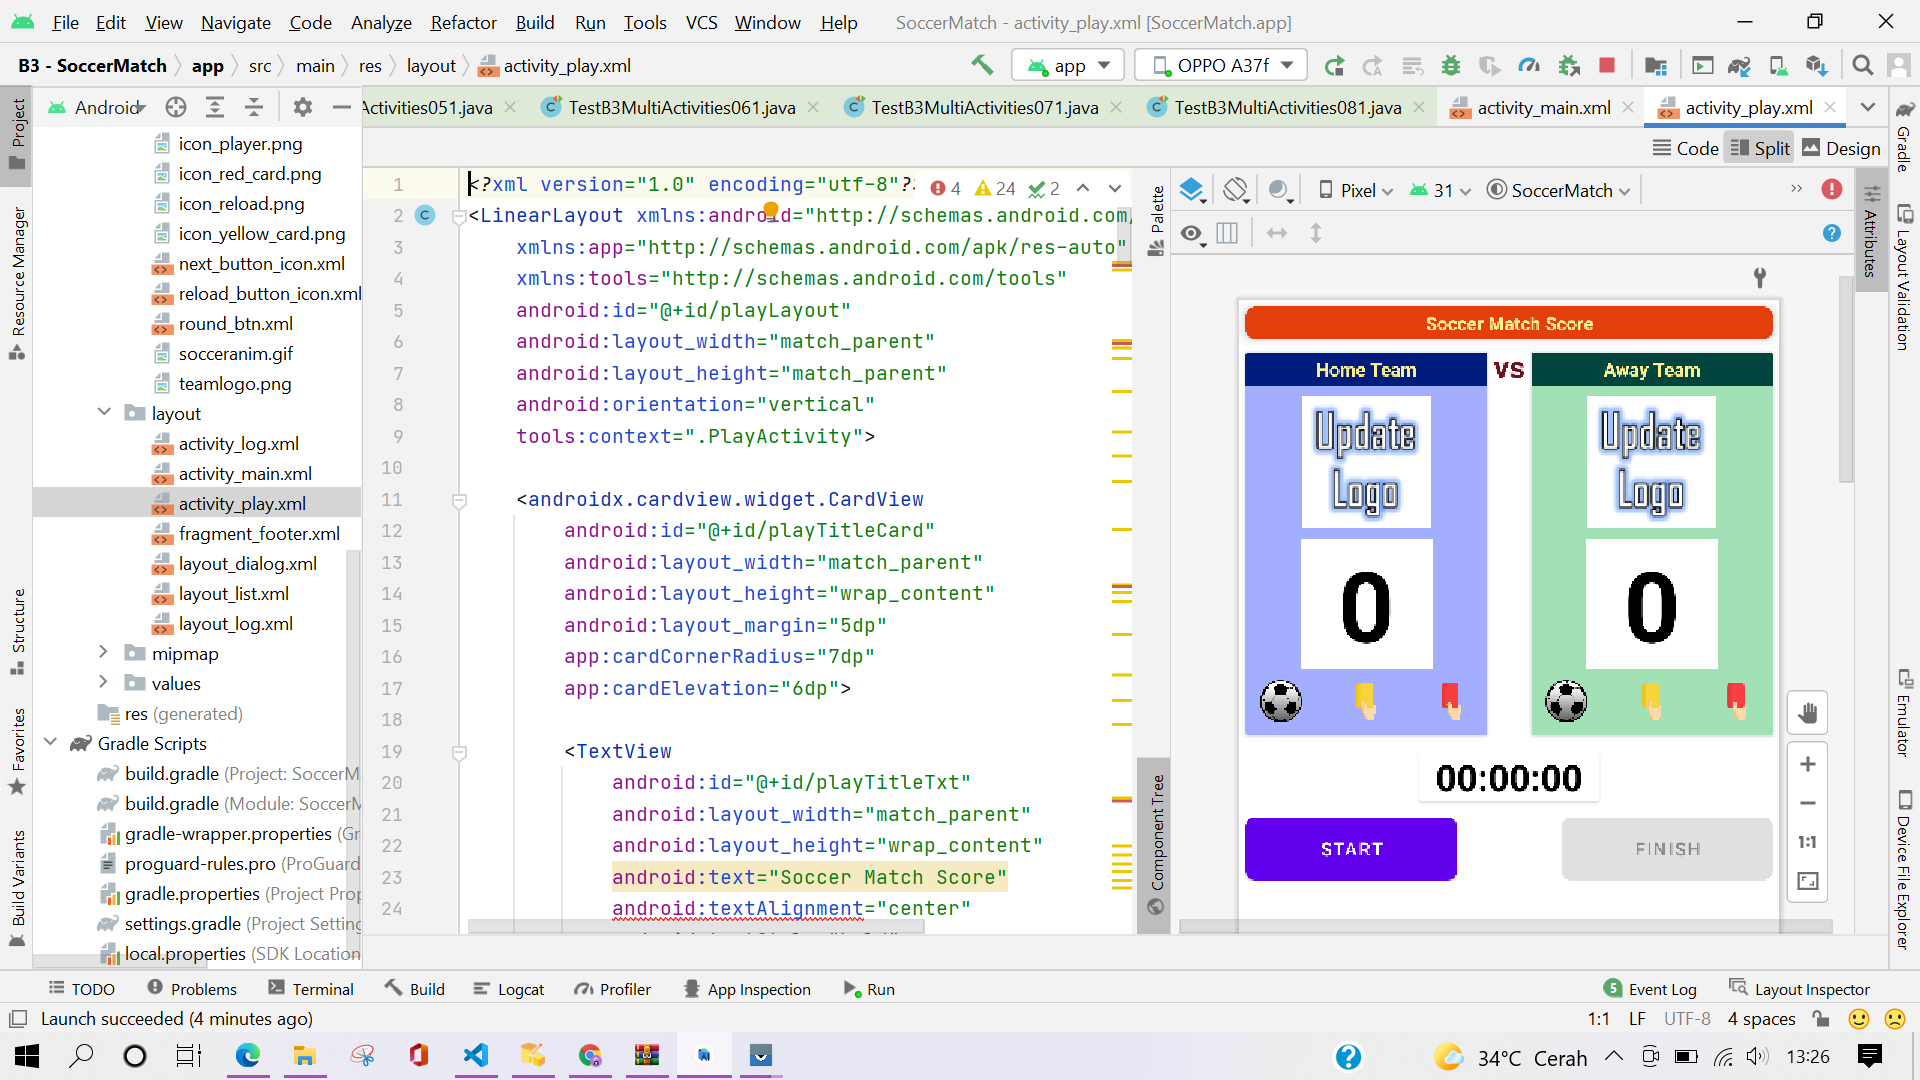 File Edit View Navigate Code Analyze Refactor Build Run Tools VCS Window Help SoccerMatch - activity_play.xml [SoccerMatch.app]
B3 - SoccerMatch app src main res layout activity_play.xml app OPPO A37f
Android Activities051.java TestB3MultiActivities061.java TestB3MultiActivities071.java TestB3MultiActivities081.java activity_main.xml activity_play.xml
Code Split Design
Project
Resource Manager
Structure
Favorites
Build Variants
icon_player.png
icon_red_card.png
icon_reload.png
icon_yellow_card.png
next_button_icon.xml
reload_button_icon.xml
round_btn.xml
socceranim.gif
teamlogo.png
layout
activity_log.xml
activity_main.xml
activity_play.xml
fragment_footer.xml
layout_dialog.xml
layout_list.xml
layout_log.xml
mipmap
values
res (generated)
Gradle Scripts
build.gradle (Project: SoccerM
build.gradle (Module: SoccerM
gradle-wrapper.properties (Gr
proguard-rules.pro (ProGuard
gradle.properties (Project Prop
settings.gradle (Project Setting
local.properties (SDK Location
4 24 2
1 <?xml version="1.0" encoding="utf-8"?>
2 <LinearLayout xmlns:android="http://schemas.android.com/
3 xmlns:app="http://schemas.android.com/apk/res-auto"
4 xmlns:tools="http://schemas.android.com/tools"
5 android:id="@+id/playLayout"
6 android:layout_width="match_parent"
7 android:layout_height="match_parent"
8 android:orientation="vertical"
9 tools:context=".PlayActivity">
10
11 <androidx.cardview.widget.CardView
12 android:id="@+id/playTitleCard"
13 android:layout_width="match_parent"
14 android:layout_height="wrap_content"
15 android:layout_margin="5dp"
16 app:cardCornerRadius="7dp"
17 app:cardElevation="6dp">
18
19 <TextView
20 android:id="@+id/playTitleTxt"
21 android:layout_width="match_parent"
22 android:layout_height="wrap_content"
23 android:text="Soccer Match Score"
24 android:textAlignment="center"
Palette
Component Tree
Pixel 31 SoccerMatch
Soccer Match Score
Home Team VS Away Team
Update Logo
Update Logo
0 0
00:00:00
START FINISH
1:1
Gradle
Attributes
Layout Validation
Emulator
Device File Explorer
TODO Problems Terminal Build Logcat Profiler App Inspection Run 5 Event Log Layout Inspector
Launch succeeded (4 minutes ago) 1:1 LF UTF-8 4 spaces
34°C Cerah 13:26